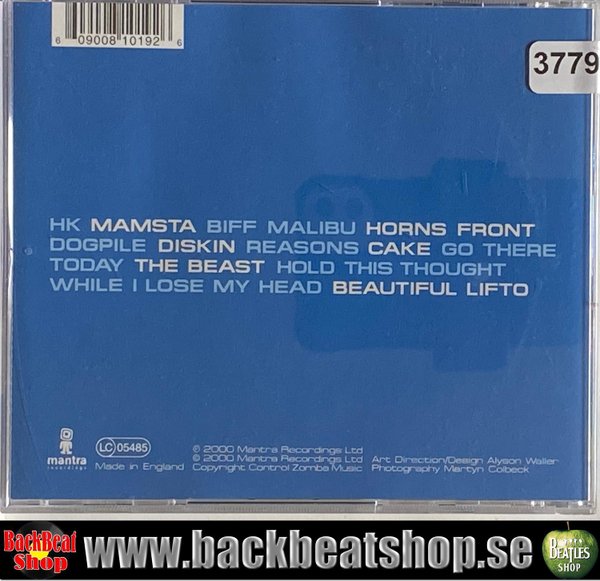 6 09008 10192 6
3779
HK MAMSTA BIFF MALIBU HORNS FRONT
DOGPILE DISKIN REASONS CAKE GO THERE
TODAY THE BEAST HOLD THIS THOUGHT
WHILE I LOSE MY HEAD BEAUTIFUL LIFTO
mantra
recordings
LC 05485
Made in England
℗ 2000 Mantra Recordings Ltd
© 2000 Mantra Recordings Ltd
Copyright Control Zomba Music
Art Direction/Design Alyson Waller
Photography Martyn Colbeck
BackBeat
Shop
www.backbeatshop.se
BEATLES
SHOP